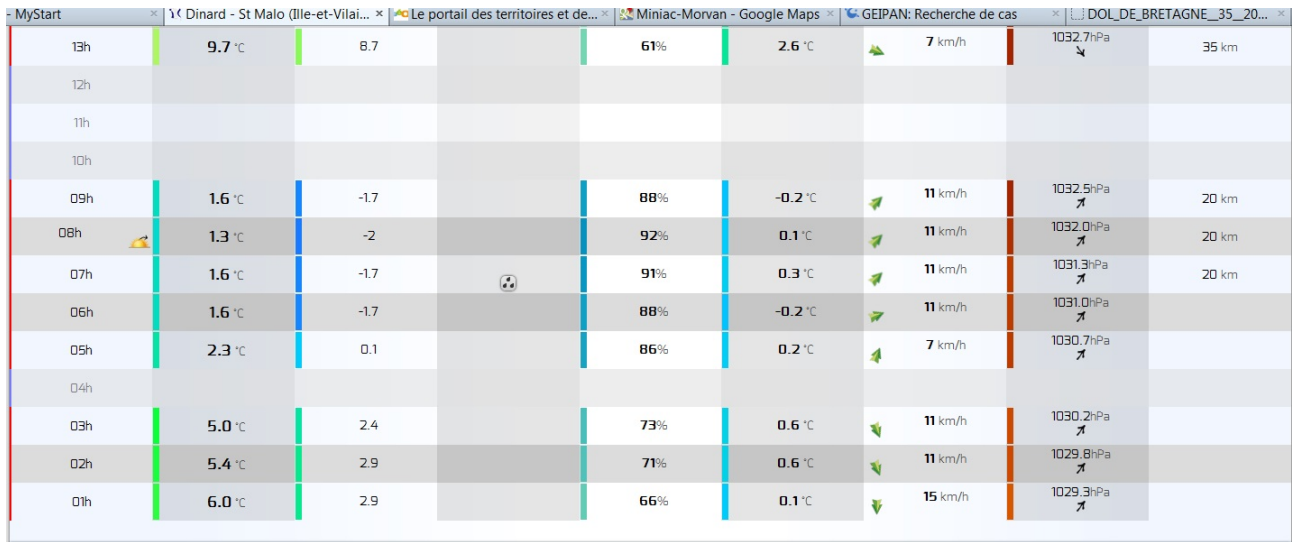 - MyStart × Dinard - St Malo (Ille-et-Vilai... × Le portail des territoires et de... × Miniac-Morvan - Google Maps × GEIPAN: Recherche de cas × DOL_DE_BRETAGNE__35__20... ×
13h 9.7 °C 8.7 61% 2.6 °C 7 km/h 1032.7hPa 35 km
12h
11h
10h
09h 1.6 °C -1.7 88% -0.2 °C 11 km/h 1032.5hPa 20 km
08h 1.3 °C -2 92% 0.1 °C 11 km/h 1032.0hPa 20 km
07h 1.6 °C -1.7 91% 0.3 °C 11 km/h 1031.3hPa 20 km
06h 1.6 °C -1.7 88% -0.2 °C 11 km/h 1031.0hPa
05h 2.3 °C 0.1 86% 0.2 °C 7 km/h 1030.7hPa
04h
03h 5.0 °C 2.4 73% 0.6 °C 11 km/h 1030.2hPa
02h 5.4 °C 2.9 71% 0.6 °C 11 km/h 1029.8hPa
01h 6.0 °C 2.9 66% 0.1 °C 15 km/h 1029.3hPa